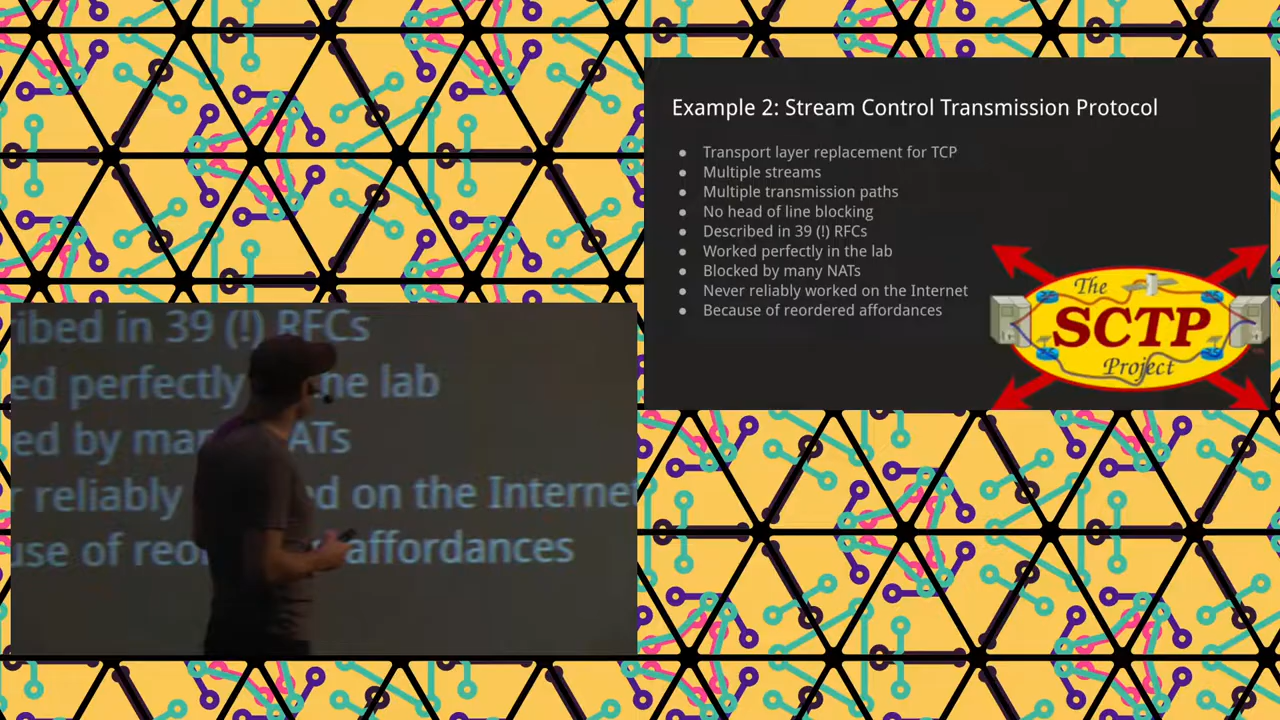 Example 2: Stream Control Transmission Protocol
● Transport layer replacement for TCP
● Multiple streams
● Multiple transmission paths
● No head of line blocking
● Described in 39 (!) RFCs
● Worked perfectly in the lab
● Blocked by many NATs
● Never reliably worked on the Internet
● Because of reordered affordances
The
SCTP
Project
ribed in 39 (!) RFCs
ed perfectly he lab
ed by ma ATs
r reliably d on the Interne
use of reo affordances